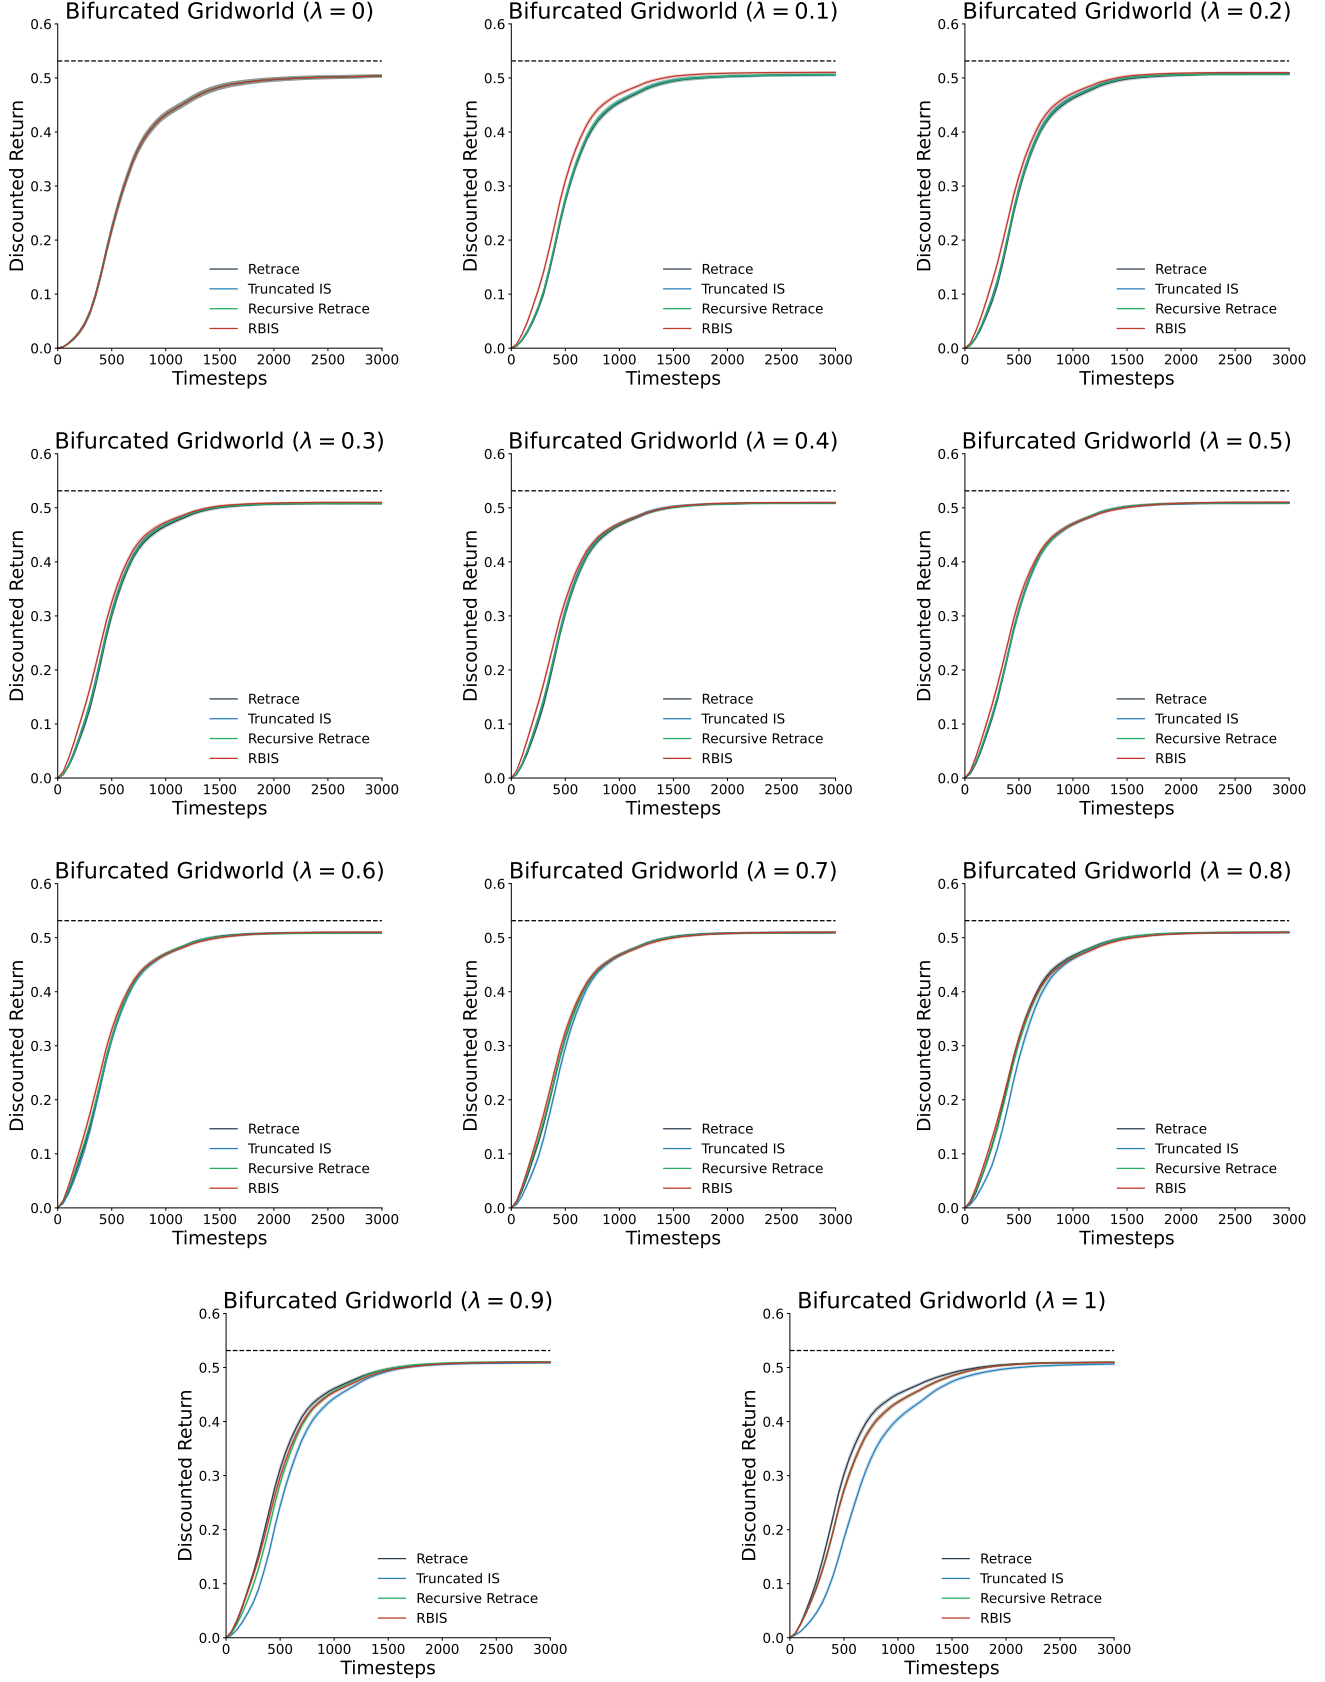 Bifurcated Gridworld (λ = 0)
0.6
0.5
0.4
0.3
0.2
0.1
0.0
Discounted Return
Retrace
Truncated IS
Recursive Retrace
RBIS
0 500 1000 1500 2000 2500 3000
Timesteps
Bifurcated Gridworld (λ = 0.1)
0.6
0.5
0.4
0.3
0.2
0.1
0.0
Discounted Return
Retrace
Truncated IS
Recursive Retrace
RBIS
0 500 1000 1500 2000 2500 3000
Timesteps
Bifurcated Gridworld (λ = 0.2)
0.6
0.5
0.4
0.3
0.2
0.1
0.0
Discounted Return
Retrace
Truncated IS
Recursive Retrace
RBIS
0 500 1000 1500 2000 2500 3000
Timesteps
Bifurcated Gridworld (λ = 0.3)
0.6
0.5
0.4
0.3
0.2
0.1
0.0
Discounted Return
Retrace
Truncated IS
Recursive Retrace
RBIS
0 500 1000 1500 2000 2500 3000
Timesteps
Bifurcated Gridworld (λ = 0.4)
0.6
0.5
0.4
0.3
0.2
0.1
0.0
Discounted Return
Retrace
Truncated IS
Recursive Retrace
RBIS
0 500 1000 1500 2000 2500 3000
Timesteps
Bifurcated Gridworld (λ = 0.5)
0.6
0.5
0.4
0.3
0.2
0.1
0.0
Discounted Return
Retrace
Truncated IS
Recursive Retrace
RBIS
0 500 1000 1500 2000 2500 3000
Timesteps
Bifurcated Gridworld (λ = 0.6)
0.6
0.5
0.4
0.3
0.2
0.1
0.0
Discounted Return
Retrace
Truncated IS
Recursive Retrace
RBIS
0 500 1000 1500 2000 2500 3000
Timesteps
Bifurcated Gridworld (λ = 0.7)
0.6
0.5
0.4
0.3
0.2
0.1
0.0
Discounted Return
Retrace
Truncated IS
Recursive Retrace
RBIS
0 500 1000 1500 2000 2500 3000
Timesteps
Bifurcated Gridworld (λ = 0.8)
0.6
0.5
0.4
0.3
0.2
0.1
0.0
Discounted Return
Retrace
Truncated IS
Recursive Retrace
RBIS
0 500 1000 1500 2000 2500 3000
Timesteps
Bifurcated Gridworld (λ = 0.9)
0.6
0.5
0.4
0.3
0.2
0.1
0.0
Discounted Return
Retrace
Truncated IS
Recursive Retrace
RBIS
0 500 1000 1500 2000 2500 3000
Timesteps
Bifurcated Gridworld (λ = 1)
0.6
0.5
0.4
0.3
0.2
0.1
0.0
Discounted Return
Retrace
Truncated IS
Recursive Retrace
RBIS
0 500 1000 1500 2000 2500 3000
Timesteps